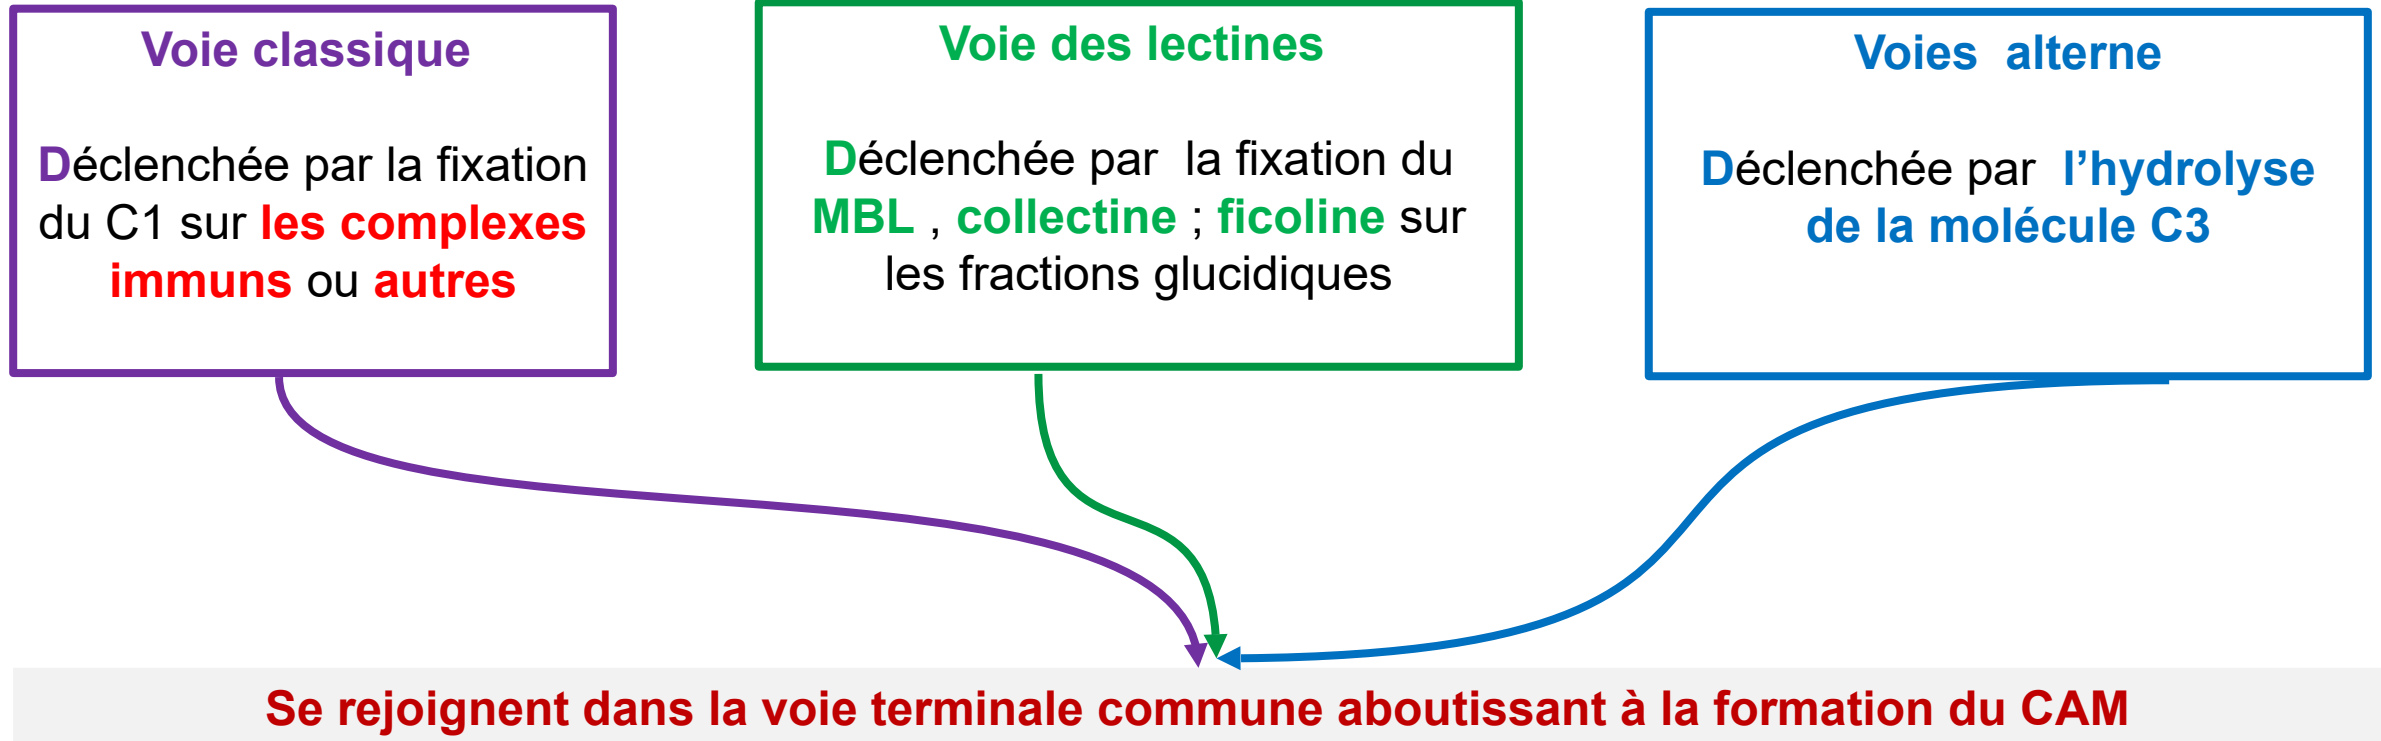 Voie classique
Déclenchée par la fixation
du C1 sur les complexes
immuns ou autres
Voie des lectines
Déclenchée par la fixation du
MBL , collectine ; ficoline sur
les fractions glucidiques
Voies alterne
Déclenchée par l’hydrolyse
de la molécule C3
Se rejoignent dans la voie terminale commune aboutissant à la formation du CAM